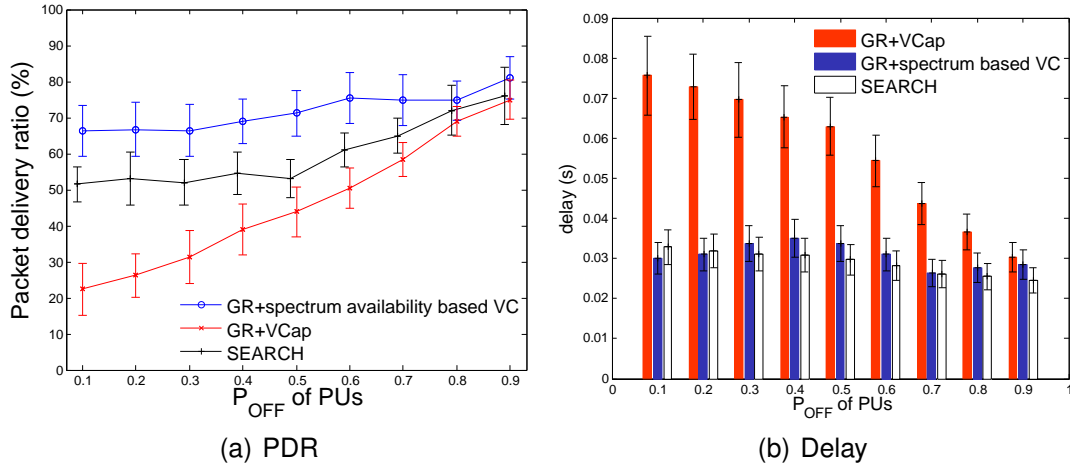 100
90
80
70
60
50
40
30
20
10
0
Packet delivery ratio (%)
GR+spectrum availability based VC
GR+VCap
SEARCH
0.1 0.2 0.3 0.4 0.5 0.6 0.7 0.8 0.9
P_OFF of PUs
(a) PDR
0.09
0.08
0.07
0.06
0.05
0.04
0.03
0.02
0.01
0
delay (s)
GR+VCap
GR+spectrum based VC
SEARCH
0 0.1 0.2 0.3 0.4 0.5 0.6 0.7 0.8 0.9 1
P_OFF of PUs
(b) Delay